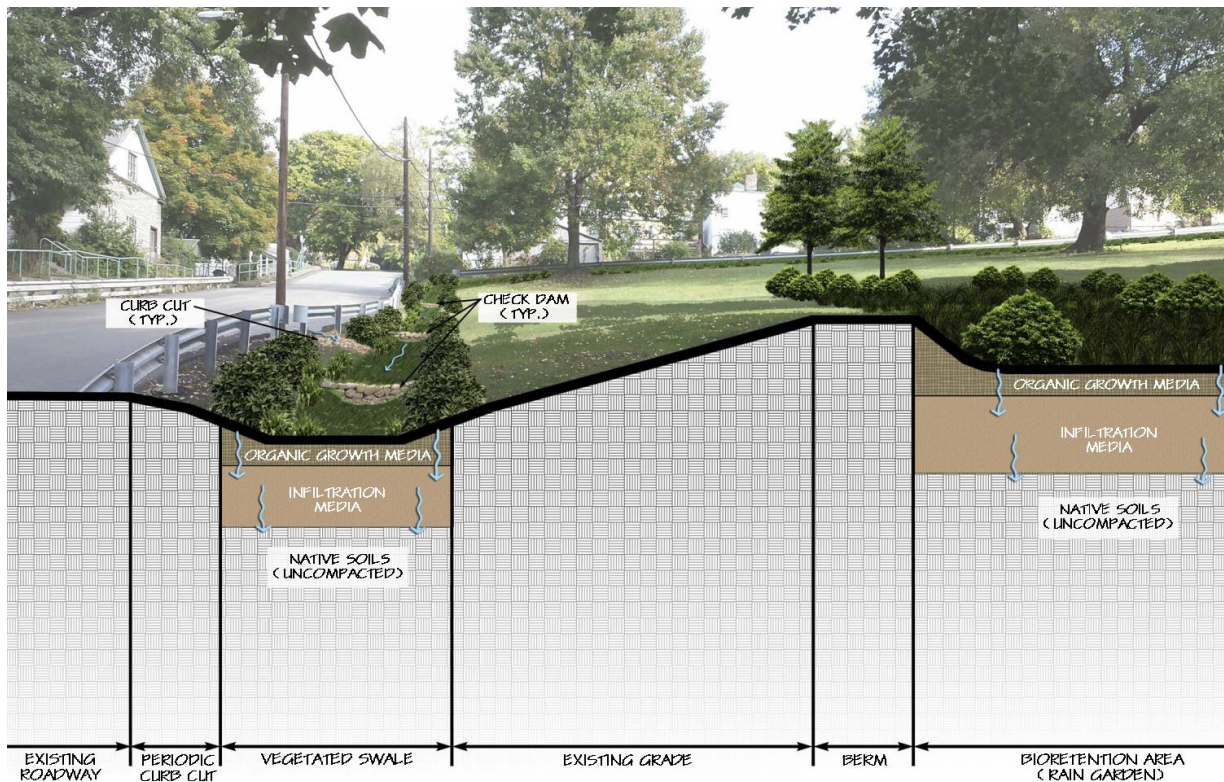 CURB CUT
(TYP.)
CHECK DAM
(TYP.)
ORGANIC GROWTH MEDIA
INFILTRATION
MEDIA
NATIVE SOILS
(UNCOMPACTED)
ORGANIC GROWTH MEDIA
INFILTRATION
MEDIA
NATIVE SOILS
(UNCOMPACTED)
EXISTING
ROADWAY
PERIODIC
CURB CUT
VEGETATED SWALE
EXISTING GRADE
BERM
BIORETENTION AREA
(RAIN GARDEN)